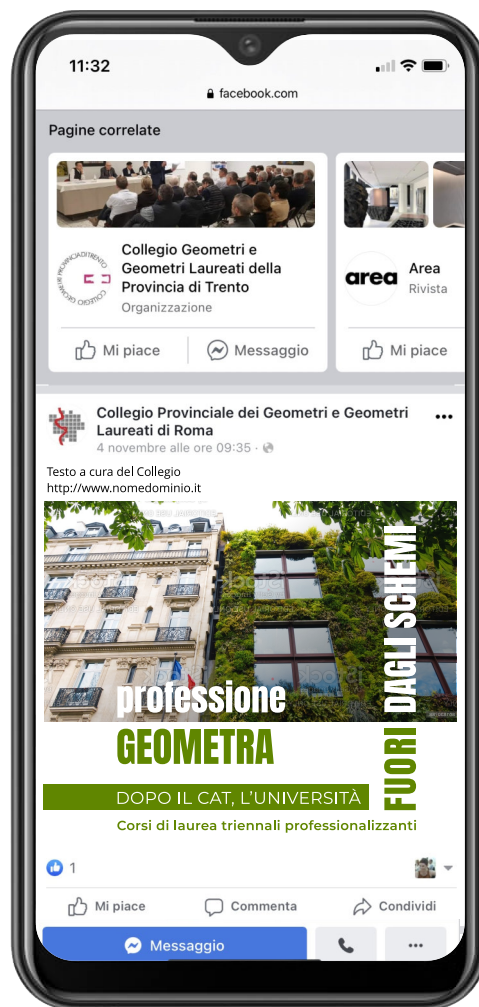 11:32
facebook.com
Pagine correlate
Collegio Geometri e
Geometri Laureati della
Provincia di Trento
Organizzazione
Mi piace
Messaggio
area
Area
Rivista
Mi piace
Collegio Provinciale dei Geometri e Geometri
Laureati di Roma
4 novembre alle ore 09:35 ·
Testo a cura del Collegio
http://www.nomedominio.it
FUORI DAGLI SCHEMI
professione
GEOMETRA
DOPO IL CAT, L'UNIVERSITÀ
Corsi di laurea triennali professionalizzanti
1
Mi piace
Commenta
Condividi
Messaggio